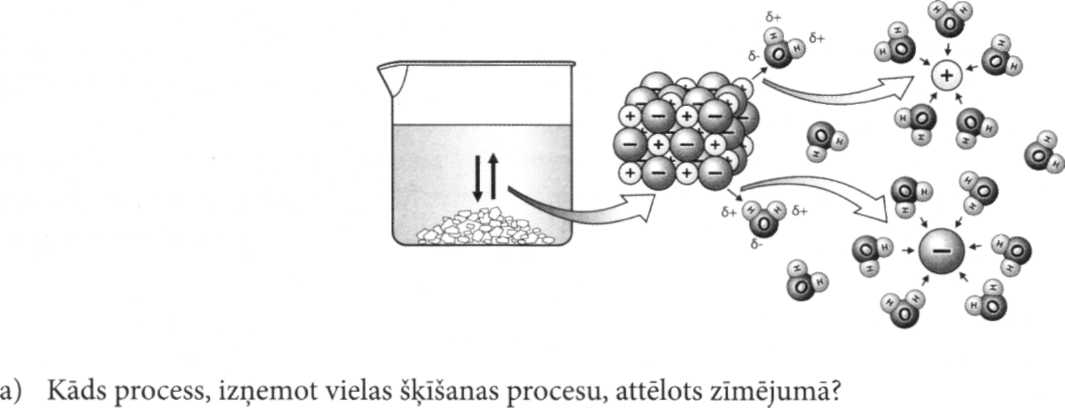 δ+
δ+
δ-
H
H
O
H
H
O
H
H
O
H
H
O
+
H
H
O
H
H
O
H
O
H
H
O
H
+ − + −
− + − +
+ − + −
δ+
δ+
δ-
H
H
O
H
O
H
H
O
H
H
O
H
−
H
O
H
H
O
H
H
O
H
H
O
H
a) Kāds process, izņemot vielas šķīšanas procesu, attēlots zīmējumā?